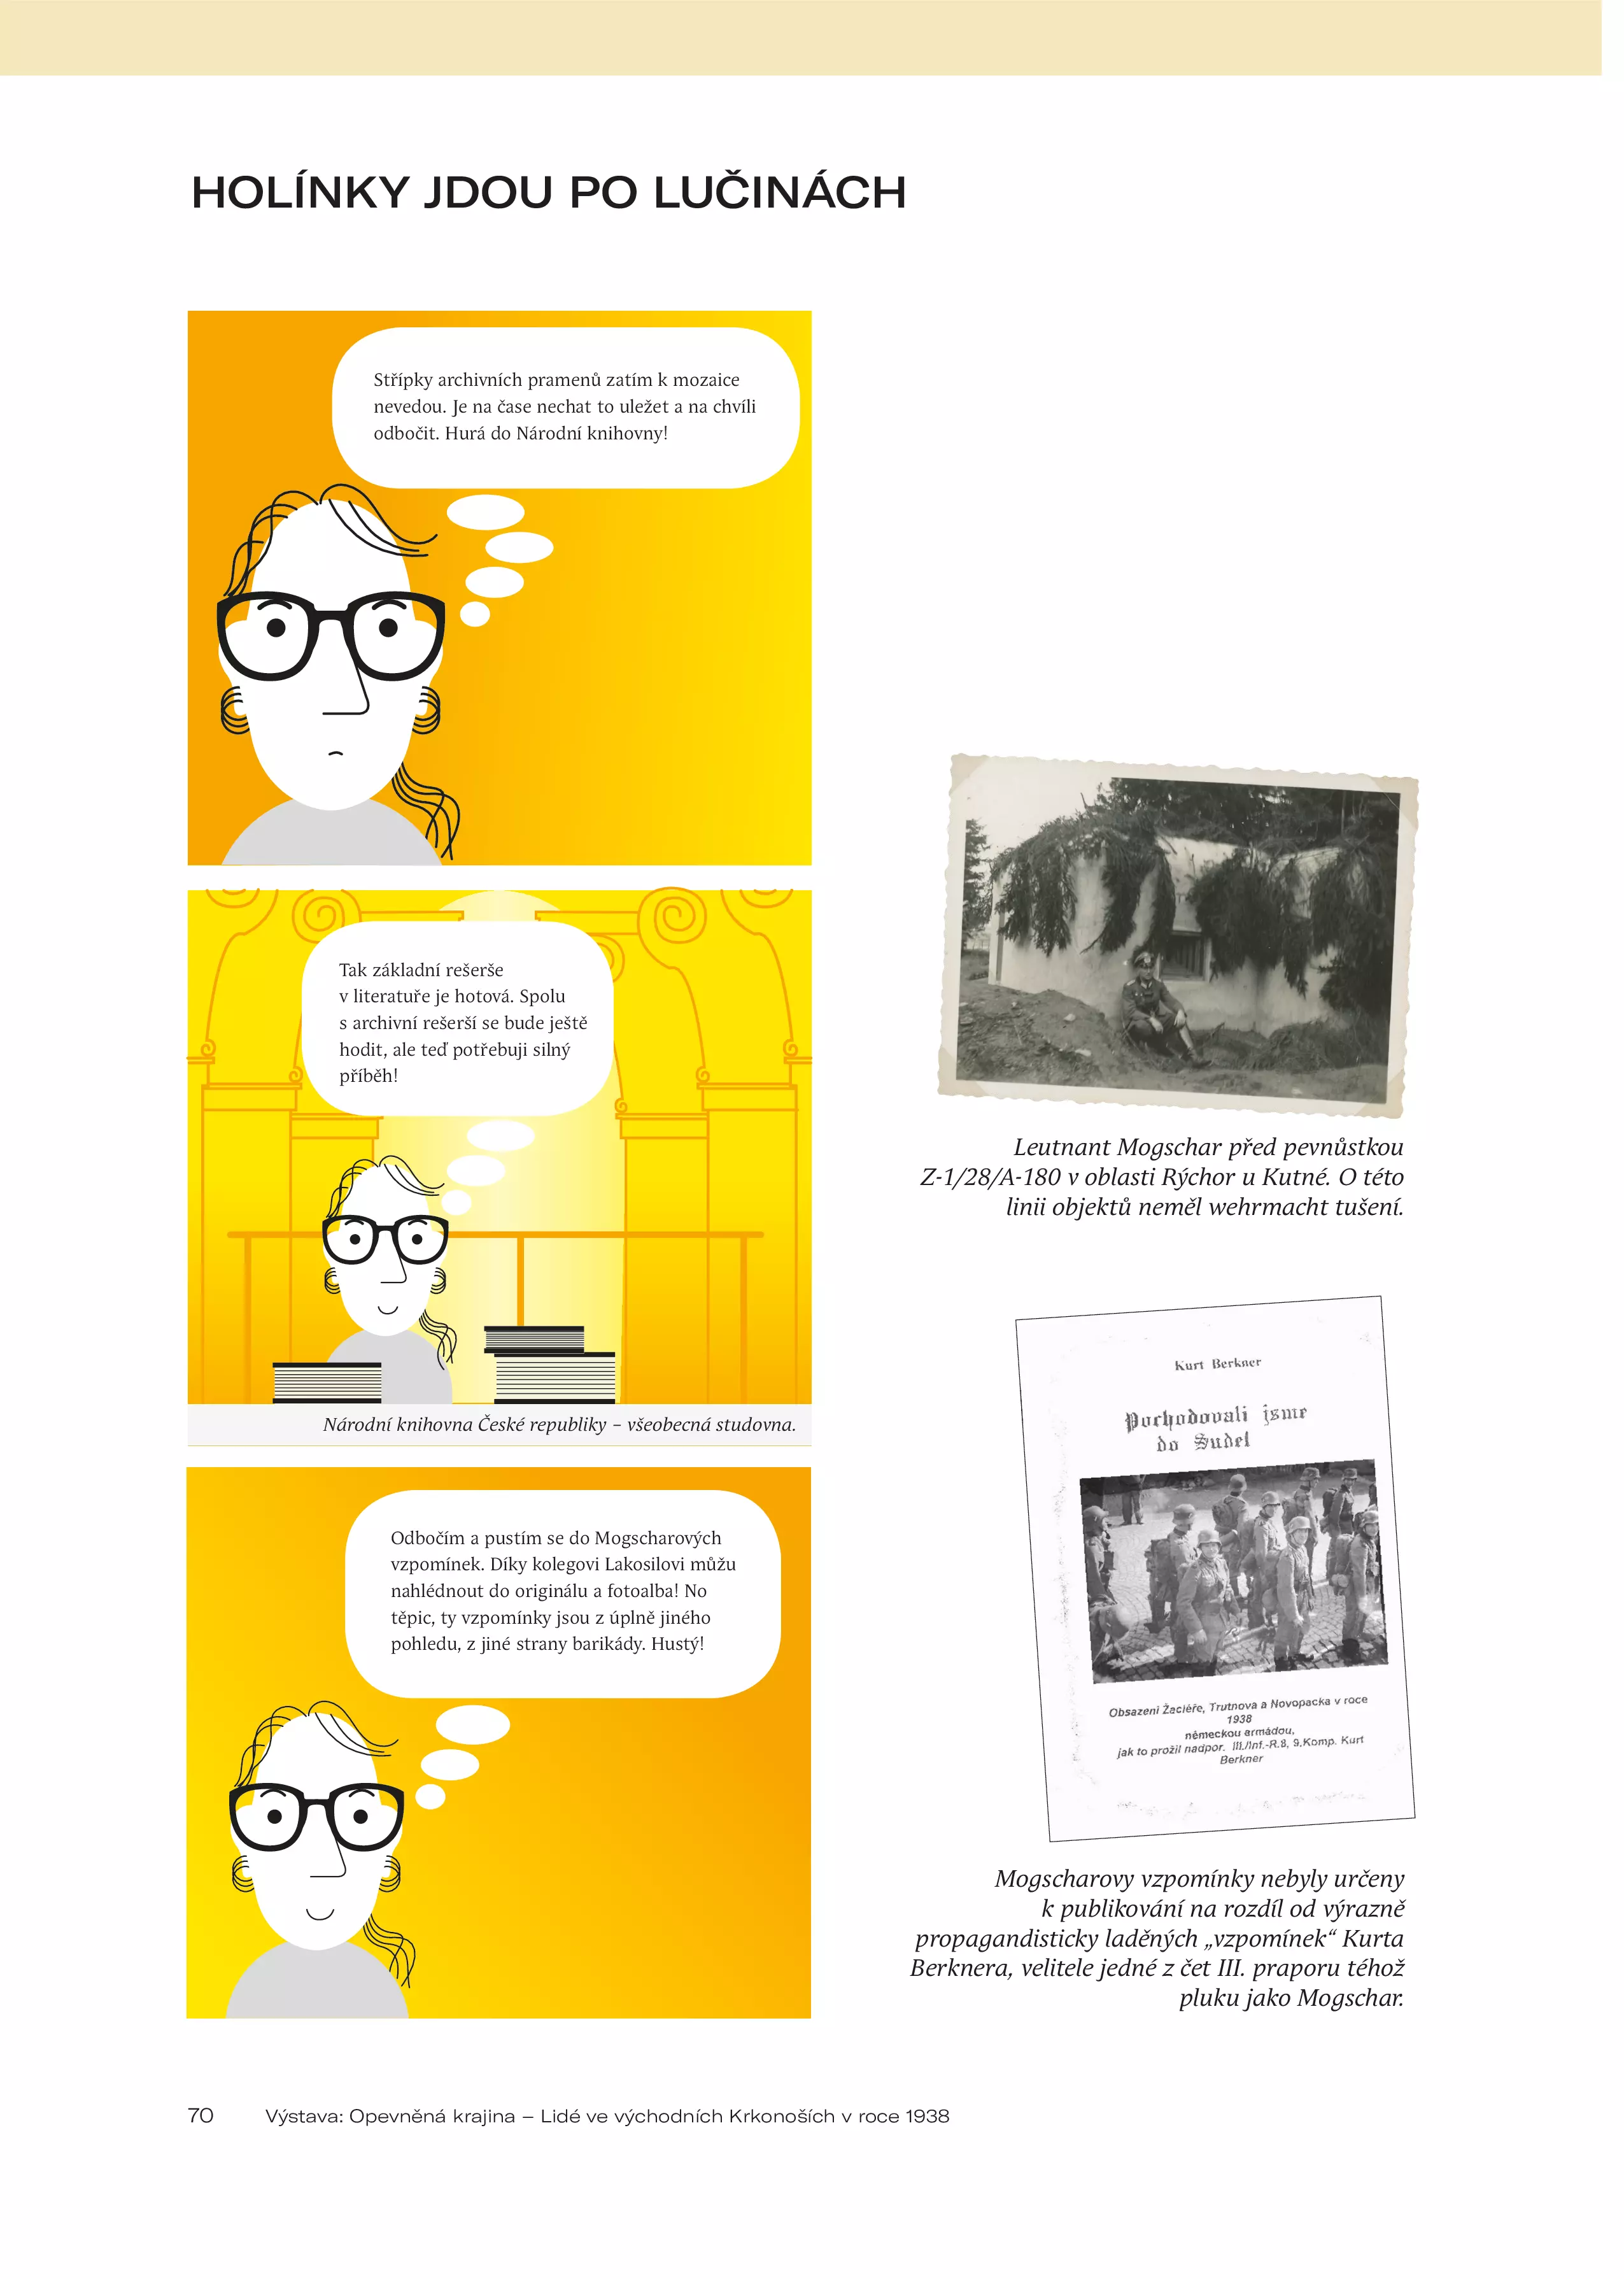 HOLÍNKY JDOU PO LUČINÁCH
Střípky archivních pramenů zatím k mozaice
nevedou. Je na čase nechat to uležet a na chvíli
odbočit. Hurá do Národní knihovny!
Tak základní rešerše
v literatuře je hotová. Spolu
s archivní rešerší se bude ještě
hodit, ale teď potřebuji silný
příběh!
Národní knihovna České republiky – všeobecná studovna.
Odbočím a pustím se do Mogscharových
vzpomínek. Díky kolegovi Lakosilovi můžu
nahlédnout do originálu a fotoalba! No
těpic, ty vzpomínky jsou z úplně jiného
pohledu, z jiné strany barikády. Hustý!
Leutnant Mogschar před pevnůstkou
Z-1/28/A-180 v oblasti Rýchor u Kutné. O této
linii objektů neměl wehrmacht tušení.
Kurt Berkner
Pochodovali jsme
do Sudet
Obsazení Žacléře, Trutnova a Novopacka v roce
1938
německou armádou,
jak to prožil nadpor. III./Inf.-R.8, 9.Komp. Kurt
Berkner
Mogscharovy vzpomínky nebyly určeny
k publikování na rozdíl od výrazně
propagandisticky laděných „vzpomínek“ Kurta
Berknera, velitele jedné z čet III. praporu téhož
pluku jako Mogschar.
70 Výstava: Opevněná krajina – Lidé ve východních Krkonoších v roce 1938